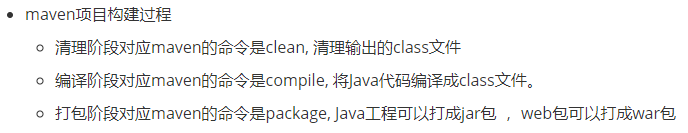 maven项目构建过程
清理阶段对应maven的命令是clean, 清理输出的class文件
编译阶段对应maven的命令是compile, 将Java代码编译成class文件。
打包阶段对应maven的命令是package, Java工程可以打成jar包 ，web包可以打成war包